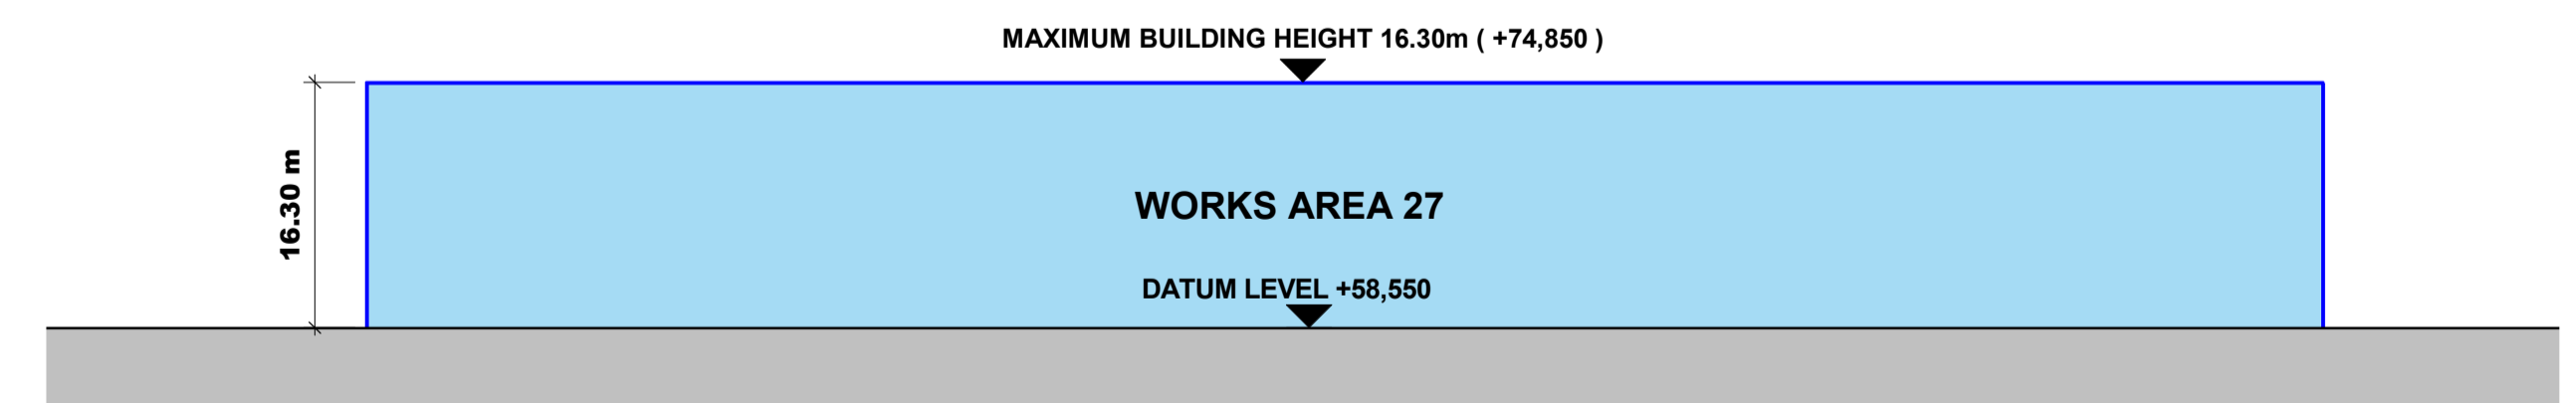 MAXIMUM BUILDING HEIGHT 16.30m ( +74,850 )
16.30 m
WORKS AREA 27
DATUM LEVEL +58,550